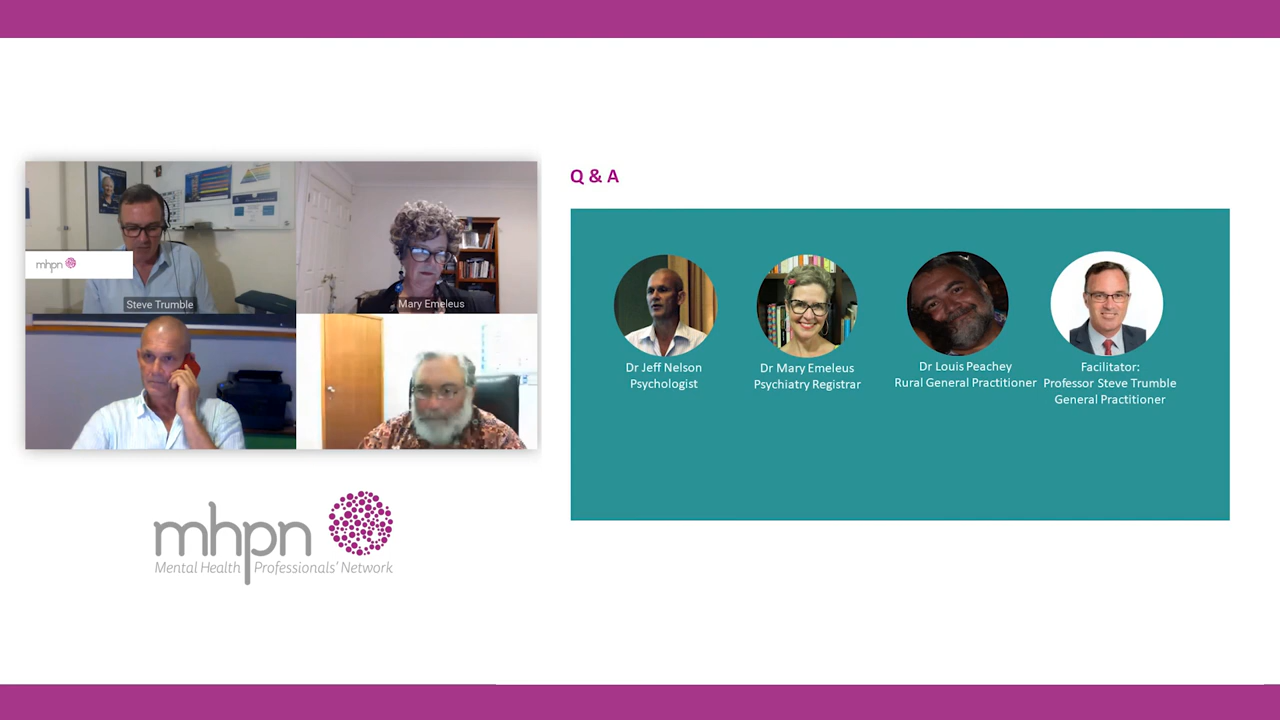 Q & A
mhpn
Steve Trumble
Mary Emeleus
Dr Jeff Nelson
Psychologist
Dr Mary Emeleus
Psychiatry Registrar
Dr Louis Peachey
Rural General Practitioner
Facilitator:
Professor Steve Trumble
General Practitioner
mhpn
Mental Health Professionals' Network